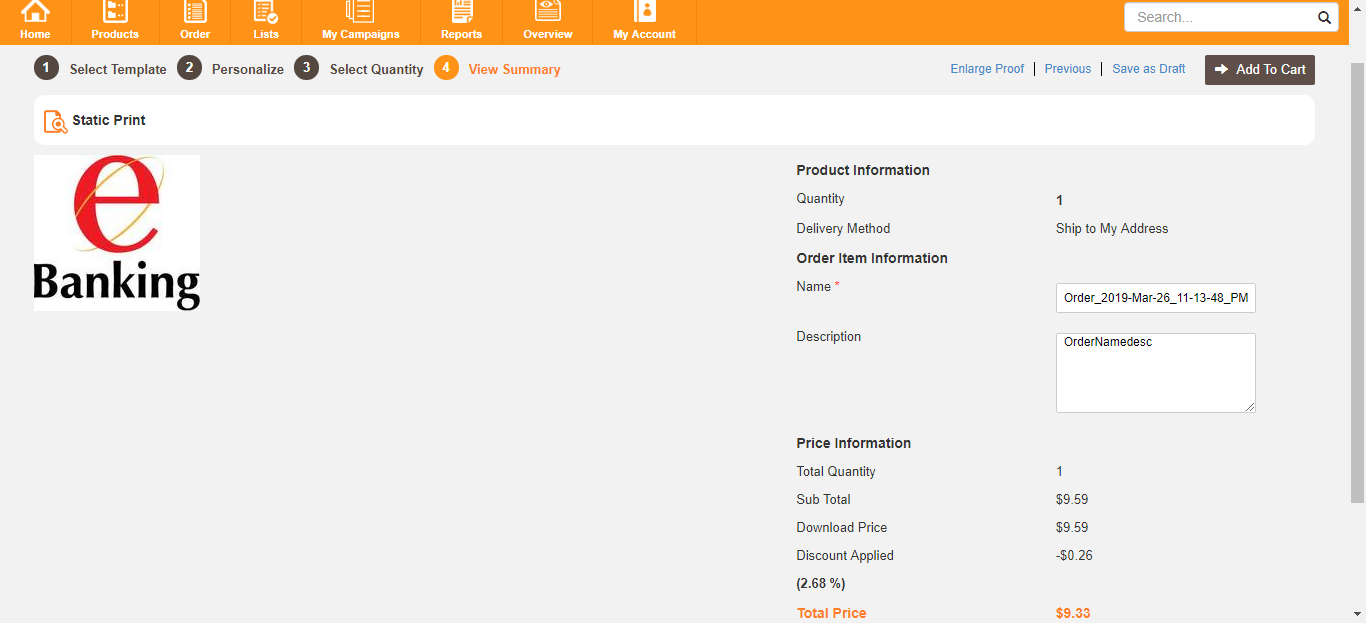 Home Products Order Lists My Campaigns Reports Overview My Account Search...
1 Select Template 2 Personalize 3 Select Quantity 4 View Summary Enlarge Proof Previous Save as Draft Add To Cart
Static Print
e
Banking
Product Information
Quantity 1
Delivery Method Ship to My Address
Order Item Information
Name *
Order_2019-Mar-26_11-13-48_PM
Description
OrderNamedesc
Price Information
Total Quantity 1
Sub Total $9.59
Download Price $9.59
Discount Applied -$0.26
(2.68 %)
Total Price $9.33